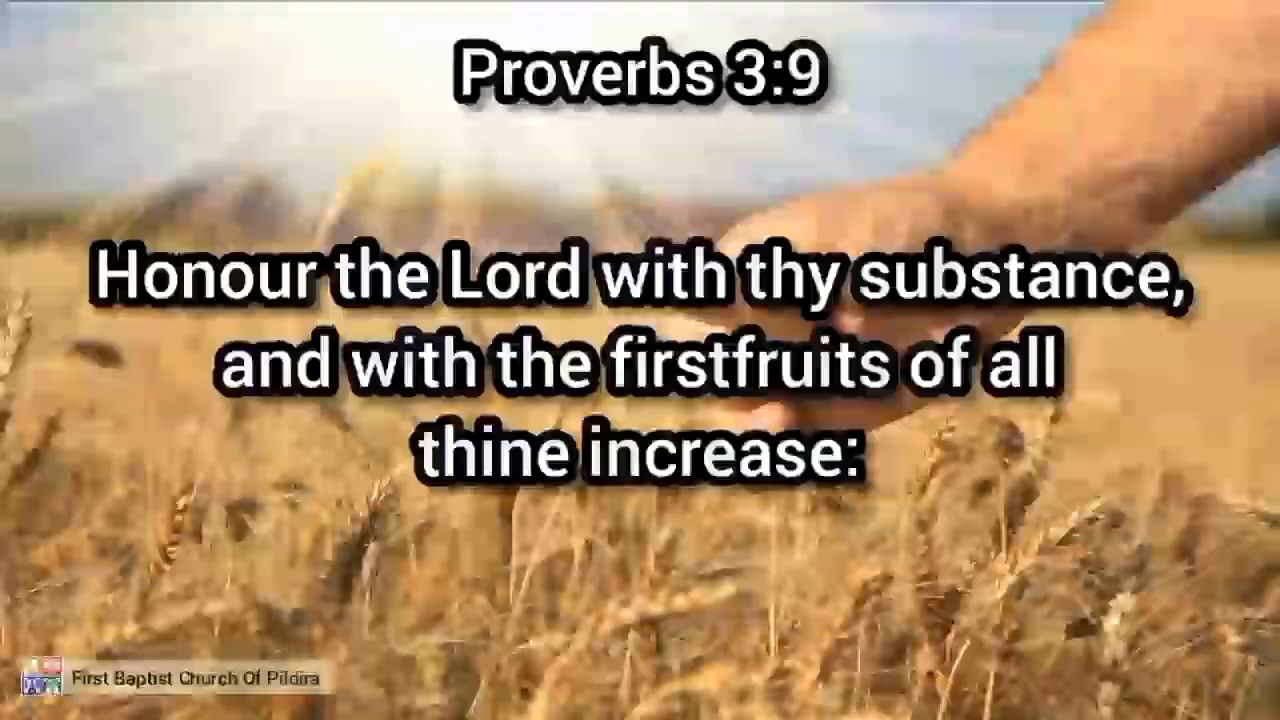 Proverbs 3:9
Honour the Lord with thy substance,
and with the firstfruits of all
thine increase:
First Baptist Church Of Pildira